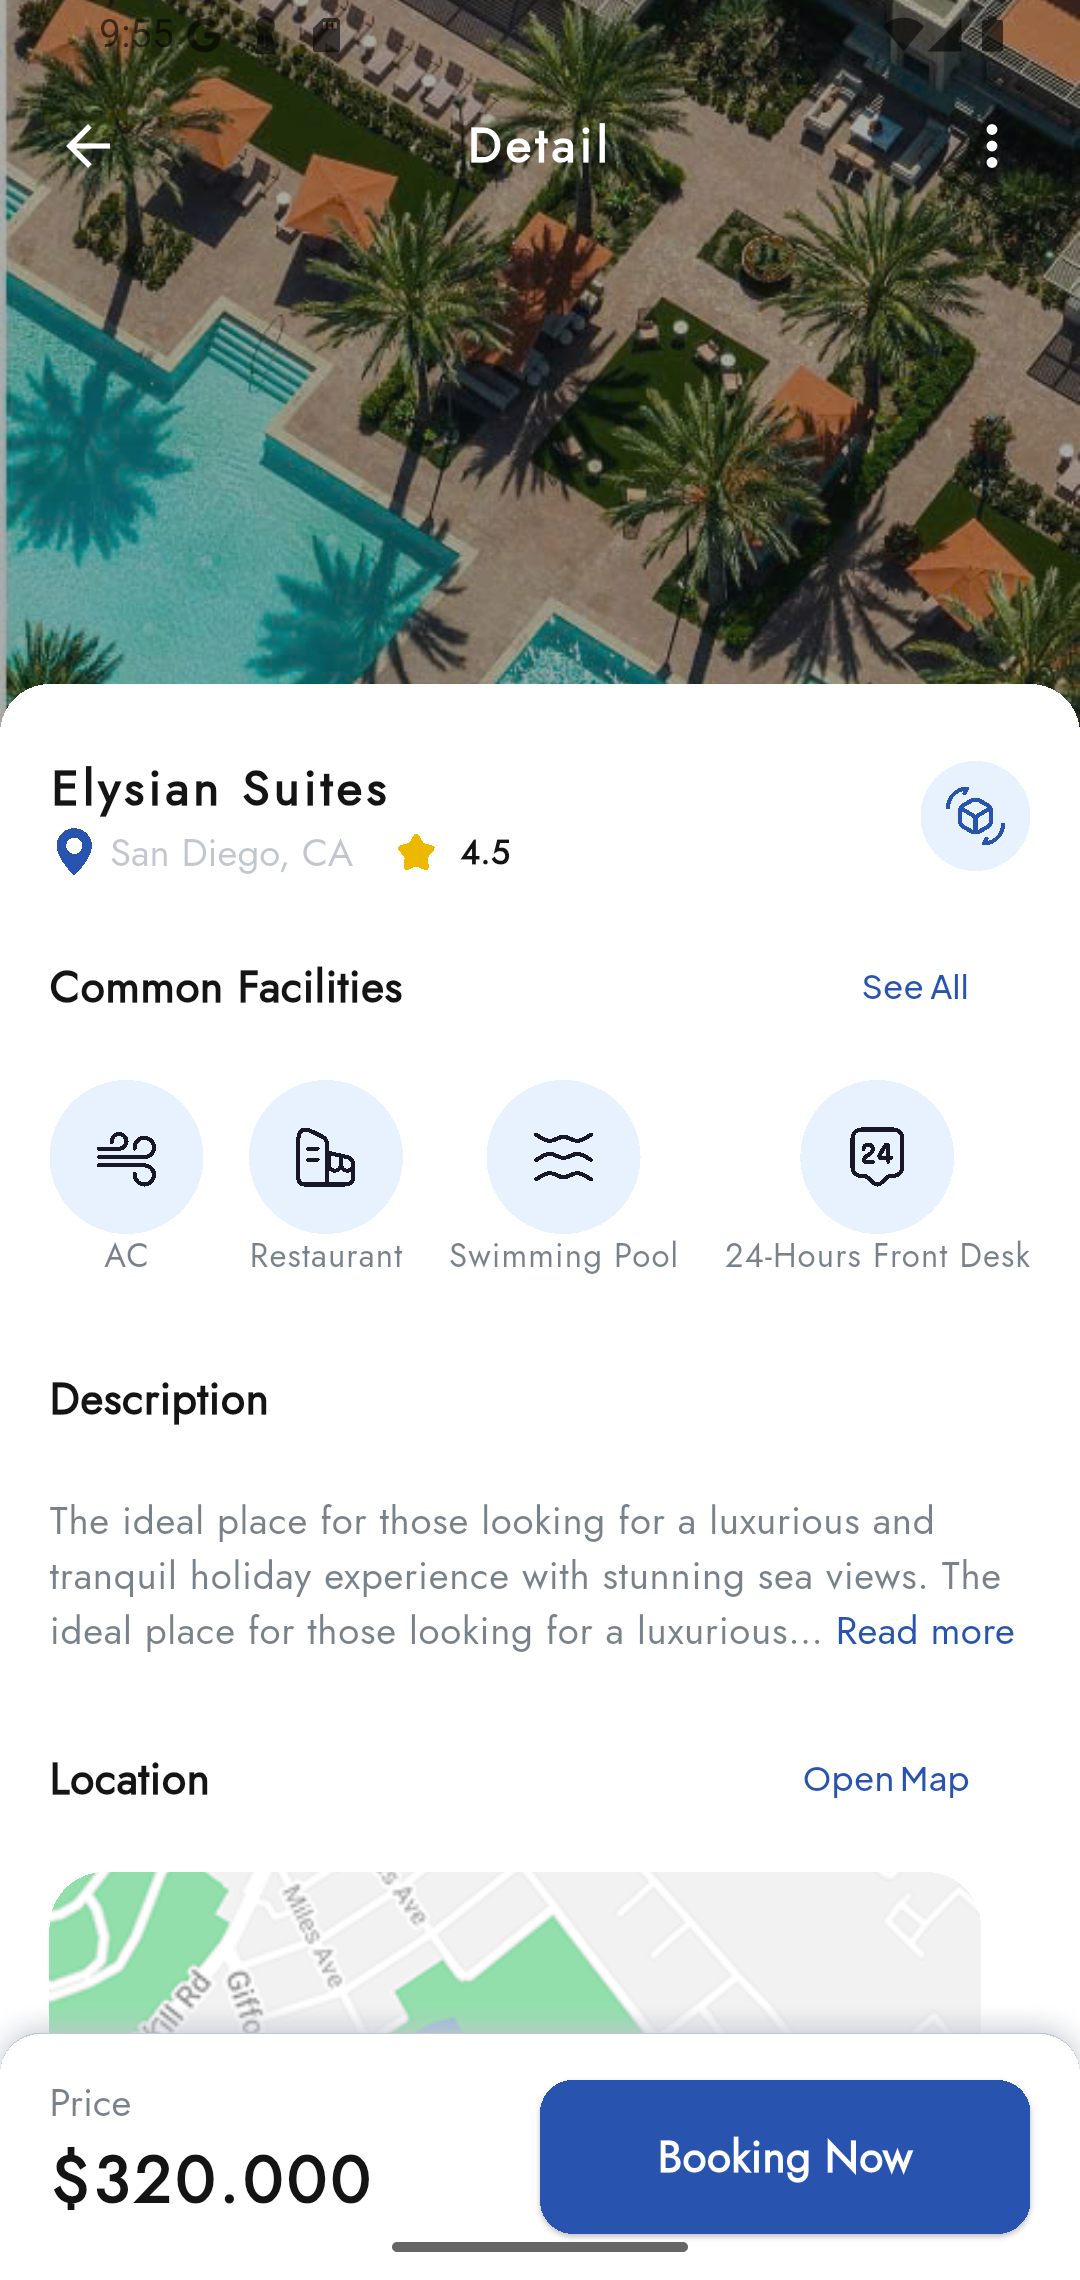 9:55
Detail
Elysian Suites
San Diego, CA 4.5
Common Facilities See All
24
AC Restaurant Swimming Pool 24-Hours Front Desk
Description
The ideal place for those looking for a luxurious and
tranquil holiday experience with stunning sea views. The
ideal place for those looking for a luxurious... Read more
Location Open Map
s Ave
Miles Ave
Kill Rd
Giffo
Price
$320.000
Booking Now